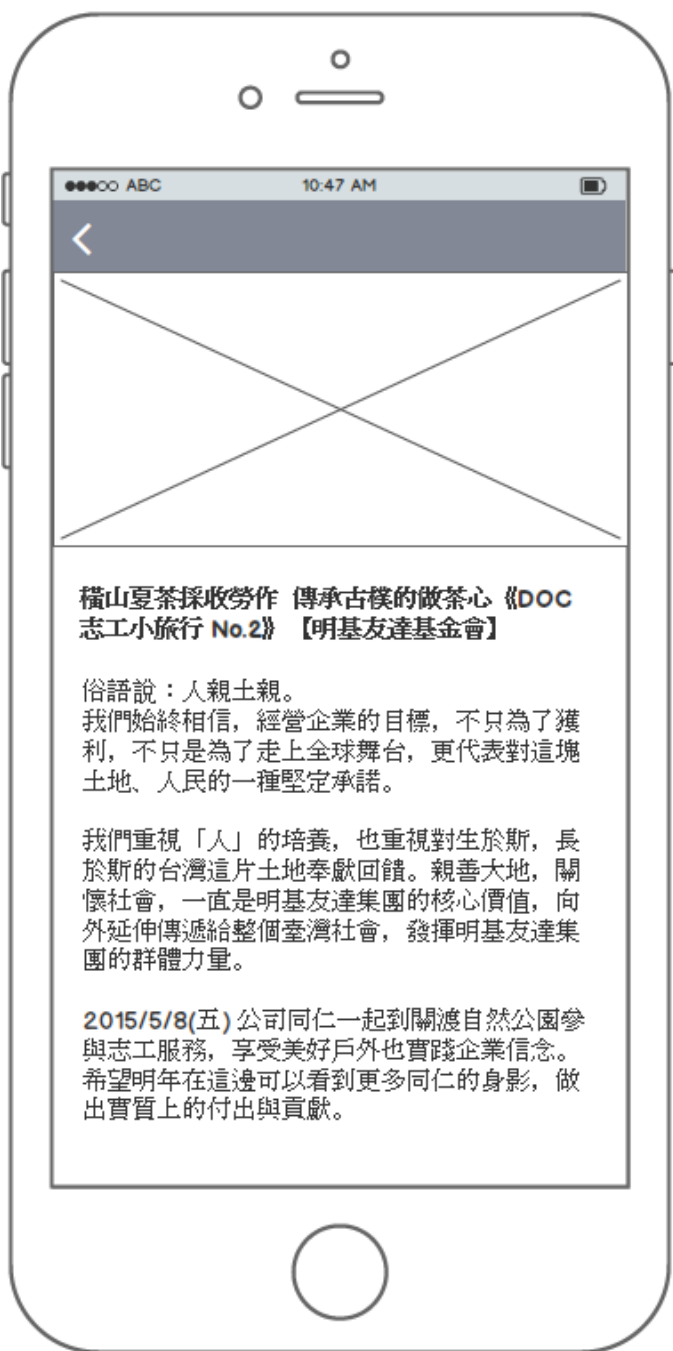 ABC 10:47 AM
橫山夏茶採收勞作 傳承古樸的做茶心《DOC
志工小旅行 No.2》【明基友達基金會】
俗語說：人親土親。
我們始終相信，經營企業的目標，不只為了獲
利，不只是為了走上全球舞台，更代表對這塊
土地、人民的一種堅定承諾。
我們重視「人」的培養，也重視對生於斯，長
於斯的台灣這片土地奉獻回饋。親善大地，關
懷社會，一直是明基友達集團的核心價值，向
外延伸傳遞給整個臺灣社會，發揮明基友達集
團的群體力量。
2015/5/8(五) 公司同仁一起到關渡自然公園參
與志工服務，享受美好戶外也實踐企業信念。
希望明年在這邊可以看到更多同仁的身影，做
出實質上的付出與貢獻。